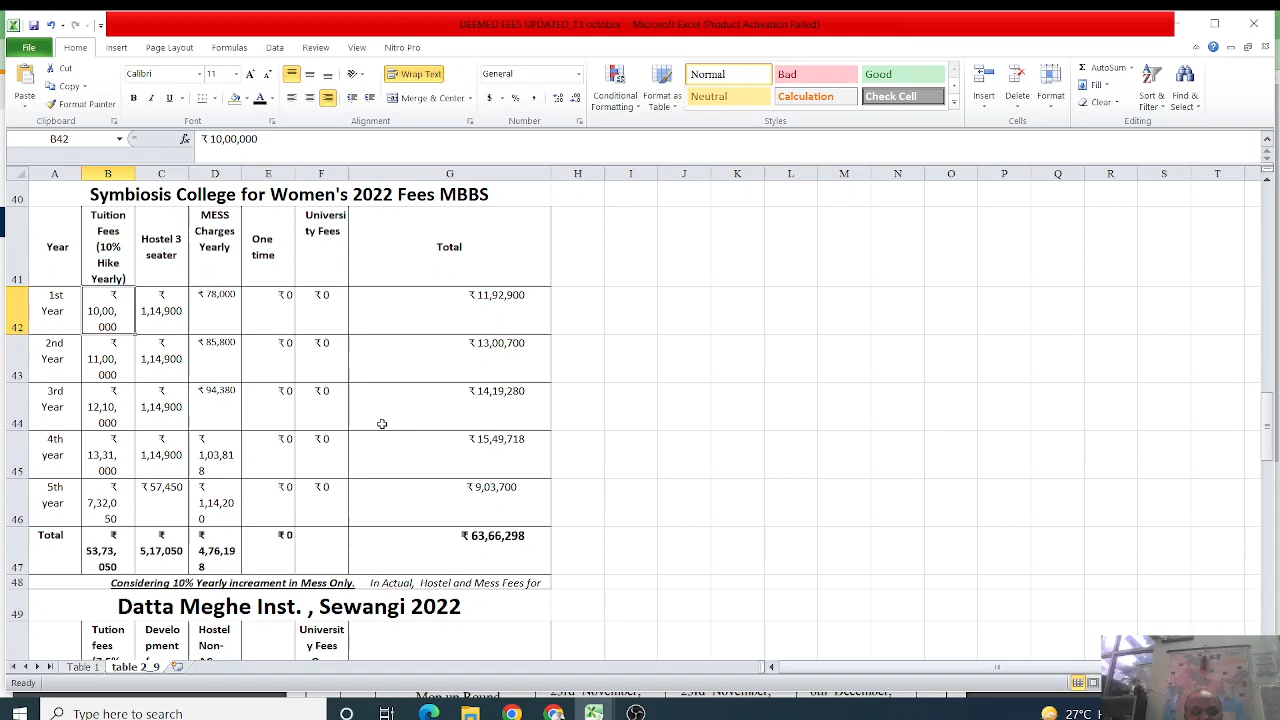 DEEMED FEES UPDATED 13 october - Microsoft Excel (Product Activation Failed)
File Home Insert Page Layout Formulas Data Review View Nitro Pro
Cut
Copy
Format Painter
Paste
Clipboard
Calibri 11
Font
Wrap Text
Merge & Center
Alignment
General
Number
Conditional Formatting
Format as Table
Normal Bad Good
Neutral Calculation Check Cell
Styles
Insert Delete Format
Cells
AutoSum
Fill
Clear
Sort & Filter
Find & Select
Editing
B42 fx ₹ 10,00,000
A B C D E F G H I J K L M N O P Q R S T
40 Symbiosis College for Women's 2022 Fees MBBS
41 Year Tuition Fees (10% Hike Yearly) Hostel 3 seater MESS Charges Yearly One time Universi ty Fees Total
42 1st Year ₹ 10,00,000 ₹ 1,14,900 ₹ 78,000 ₹ 0 ₹ 0 ₹ 11,92,900
43 2nd Year ₹ 11,00,000 ₹ 1,14,900 ₹ 85,800 ₹ 0 ₹ 0 ₹ 13,00,700
44 3rd Year ₹ 12,10,000 ₹ 1,14,900 ₹ 94,380 ₹ 0 ₹ 0 ₹ 14,19,280
45 4th year ₹ 13,31,000 ₹ 1,14,900 ₹ 1,03,818 ₹ 0 ₹ 0 ₹ 15,49,718
46 5th year ₹ 7,32,050 ₹ 57,450 ₹ 1,14,200 ₹ 0 ₹ 0 ₹ 9,03,700
47 Total ₹ 53,73,050 ₹ 5,17,050 ₹ 4,76,198 ₹ 0 ₹ 63,66,298
48 Considering 10% Yearly increament in Mess Only. In Actual, Hostel and Mess Fees for
49 Datta Meghe Inst. , Sewangi 2022
Tution fees Develo pment Hostel Non- Universit y Fees
Table 1 table 2_9
Ready
Mop up Round 23rd November, 23rd November, 6th December,
Type here to search
27°C